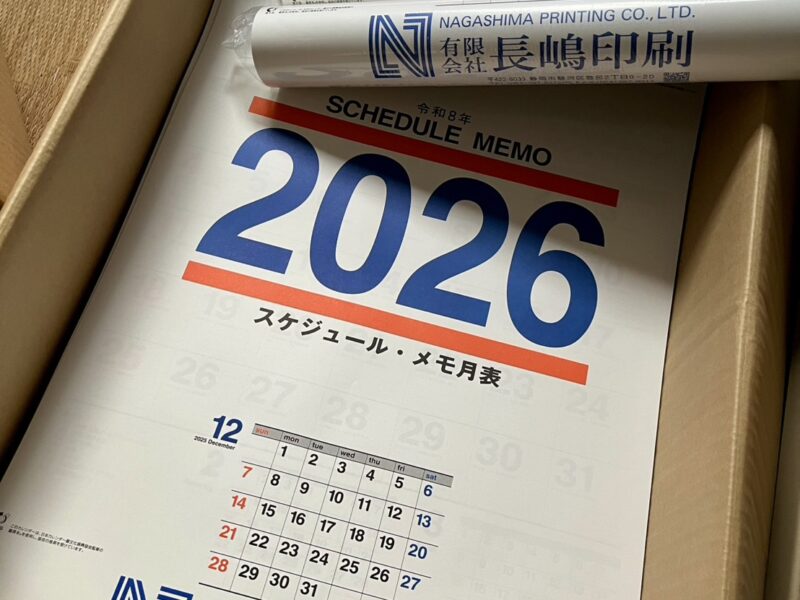 NAGASHIMA PRINTING CO.,LTD.
有限会社 長嶋印刷
令和8年
SCHEDULE MEMO
2026
スケジュール・メモ月表
12
2025 December
sun mon tue wed thu fri sat
1 2 3 4 5 6
7 8 9 10 11 12 13
14 15 16 17 18 19 20
21 22 23 24 25 26 27
28 29 30 31